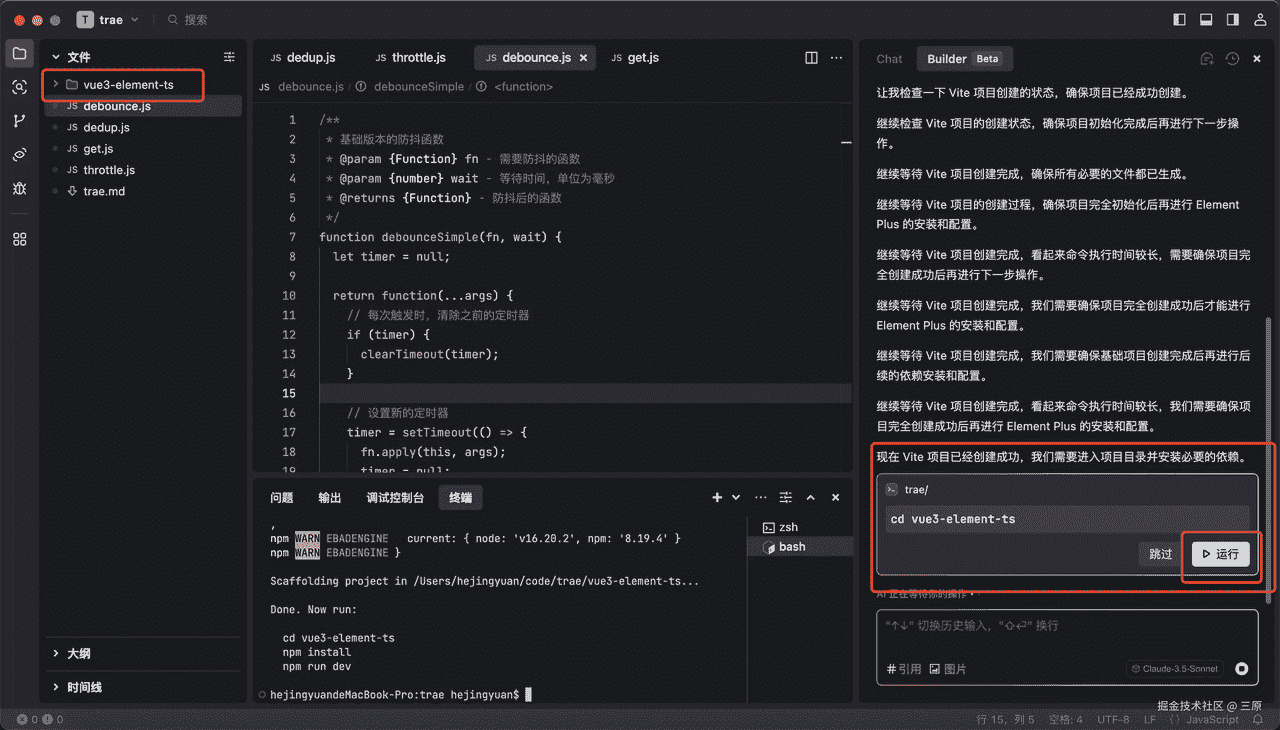 T trae
搜索
文件
vue3-element-ts
JS debounce.js
JS dedup.js
JS get.js
JS throttle.js
trae.md
大纲
时间线
JS dedup.js
JS throttle.js
JS debounce.js
JS get.js
JS debounce.js / debounceSimple / <function>
1 /**
2 * 基础版本的防抖函数
3 * @param {Function} fn - 需要防抖的函数
4 * @param {number} wait - 等待时间，单位为毫秒
5 * @returns {Function} - 防抖后的函数
6 */
7 function debounceSimple(fn, wait) {
8 let timer = null;
9
10 return function(...args) {
11 // 每次触发时，清除之前的定时器
12 if (timer) {
13 clearTimeout(timer);
14 }
15
16 // 设置新的定时器
17 timer = setTimeout(() => {
18 fn.apply(this, args);
19 timer = null;
问题 输出 调试控制台 终端
,
npm WARN EBADENGINE current: { node: 'v16.20.2', npm: '8.19.4' }
npm WARN EBADENGINE }
Scaffolding project in /Users/hejingyuan/code/trae/vue3-element-ts...
Done. Now run:
cd vue3-element-ts
npm install
npm run dev
hejingyuandeMacBook-Pro:trae hejingyuan$
zsh
bash
Chat Builder Beta
让我检查一下 Vite 项目创建的状态，确保项目已经成功创建。
继续检查 Vite 项目的创建状态，确保项目初始化完成后再进行下一步操
作。
继续等待 Vite 项目创建完成，确保所有必要的文件都已生成。
继续等待 Vite 项目的创建过程，确保项目完全初始化后再进行 Element
Plus 的安装和配置。
继续等待 Vite 项目创建完成，看起来命令执行时间较长，需要确保项目完
全创建成功后再进行下一步操作。
继续等待 Vite 项目创建完成，我们需要确保项目完全创建成功后才能进行
Element Plus 的安装和配置。
继续等待 Vite 项目创建完成，我们需要确保基础项目创建完成后再进行后
续的依赖安装和配置。
继续等待 Vite 项目创建完成，看起来命令执行时间较长，我们需要确保项
目完全创建成功后再进行 Element Plus 的安装和配置。
现在 Vite 项目已经创建成功，我们需要进入项目目录并安装必要的依赖。
trae/
cd vue3-element-ts
跳过 运行
AI 正在等待你的操作
"↑↓" 切换历史输入，"⇧⏎" 换行
# 引用 图片
Claude-3.5-Sonnet
掘金技术社区 @ 三原
0 0
行 15，列 5 空格: 4 UTF-8 LF {} JavaScript